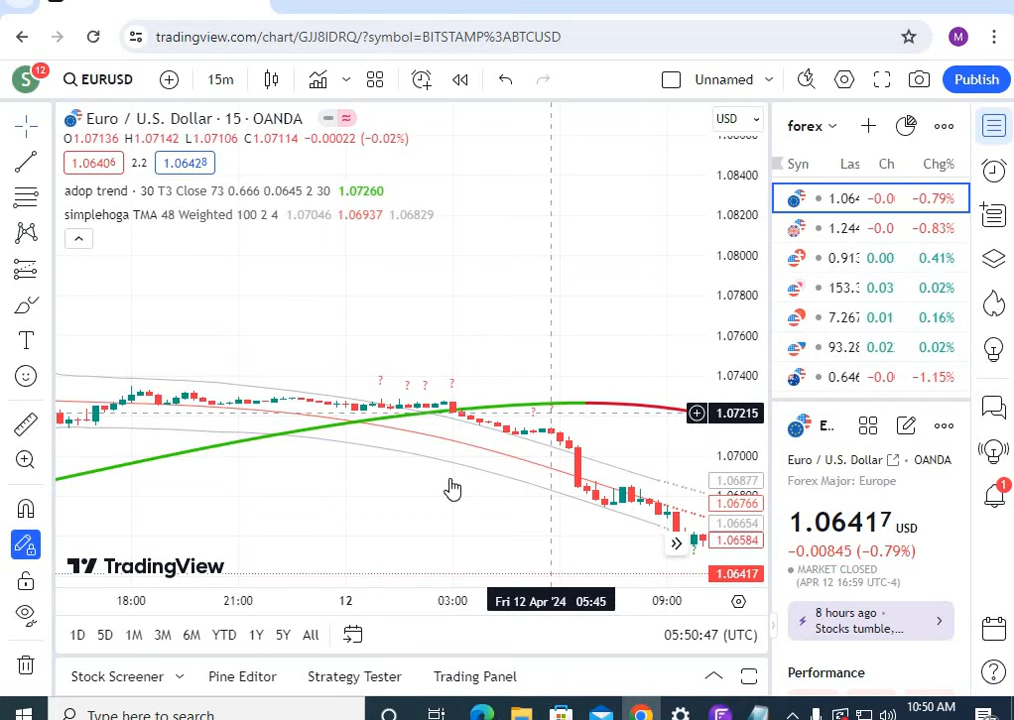 tradingview.com/chart/GJJ8IDRQ/?symbol=BITSTAMP%3ABTCUSD
M
S 12 EURUSD 15m Unnamed Publish
Euro / U.S. Dollar · 15 · OANDA
USD
O1.07136 H1.07142 L1.07106 C1.07114 -0.00022 (-0.02%)
1.06406 2.2 1.06428
adop trend · 30 T3 Close 73 0.666 0.0645 2 30 1.07260
simplehoga TMA 48 Weighted 100 2 4 1.07046 1.06937 1.06829
1.08400
1.08200
1.08000
1.07800
1.07600
1.07400
1.07215
1.07000
1.06877
1.06800
1.06766
1.06654
1.06584
1.06417
? ? ? ?
? ?
?
TradingView
18:00 21:00 12 03:00 Fri 12 Apr '24 05:45 09:00
1D 5D 1M 3M 6M YTD 1Y 5Y All 05:50:47 (UTC)
Stock Screener Pine Editor Strategy Tester Trading Panel
forex
Syn Las Ch Chg%
1.064 -0.0 -0.79%
1.244 -0.0 -0.83%
0.913 0.00 0.41%
153.3 0.03 0.02%
7.267 0.01 0.16%
93.28 0.02 0.02%
0.646 -0.0 -1.15%
E..
Euro / U.S. Dollar · OANDA
Forex Major: Europe
1.06417 USD
-0.00845 (-0.79%)
MARKET CLOSED
(APR 12 16:59 UTC-4)
8 hours ago ·
Stocks tumble,...
Performance
1
Type here to search
10:50 AM